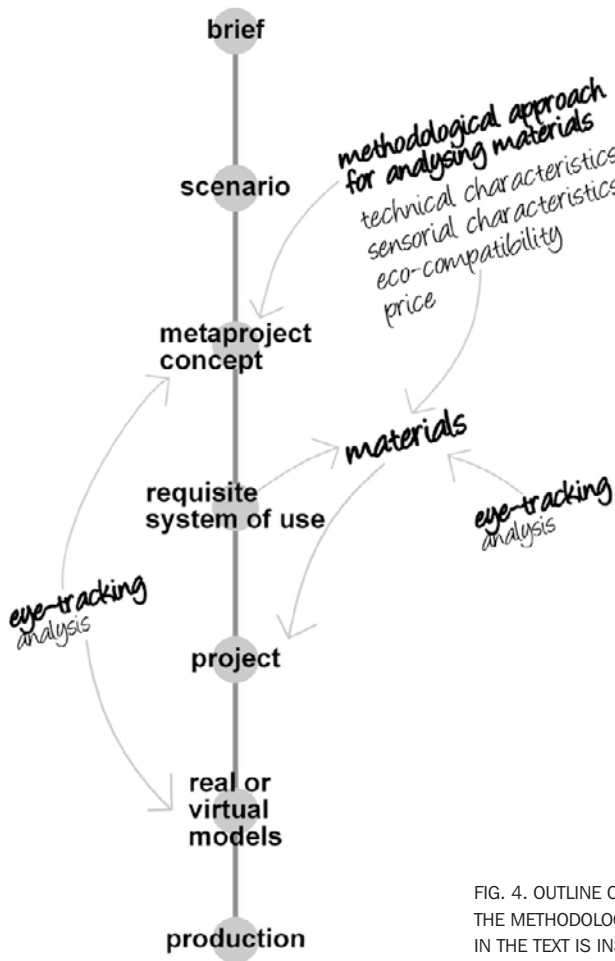 brief
methodological approach
for analysing materials
technical characteristics
sensorial characteristics
eco-compatibility
price
scenario
metaproject
concept
materials
requisite
system of use
eye-tracking
analysis
eye-tracking
analysis
project
real or
virtual
models
production
FIG. 4. OUTLINE
THE METHODOLOG
IN THE TEXT IS IN